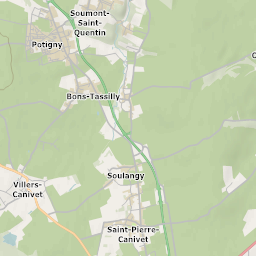 Soumont-
Saint-
Quentin
Potigny
Bons-Tassilly
Soulangy
Villers-
Canivet
Saint-Pierre-
Canivet